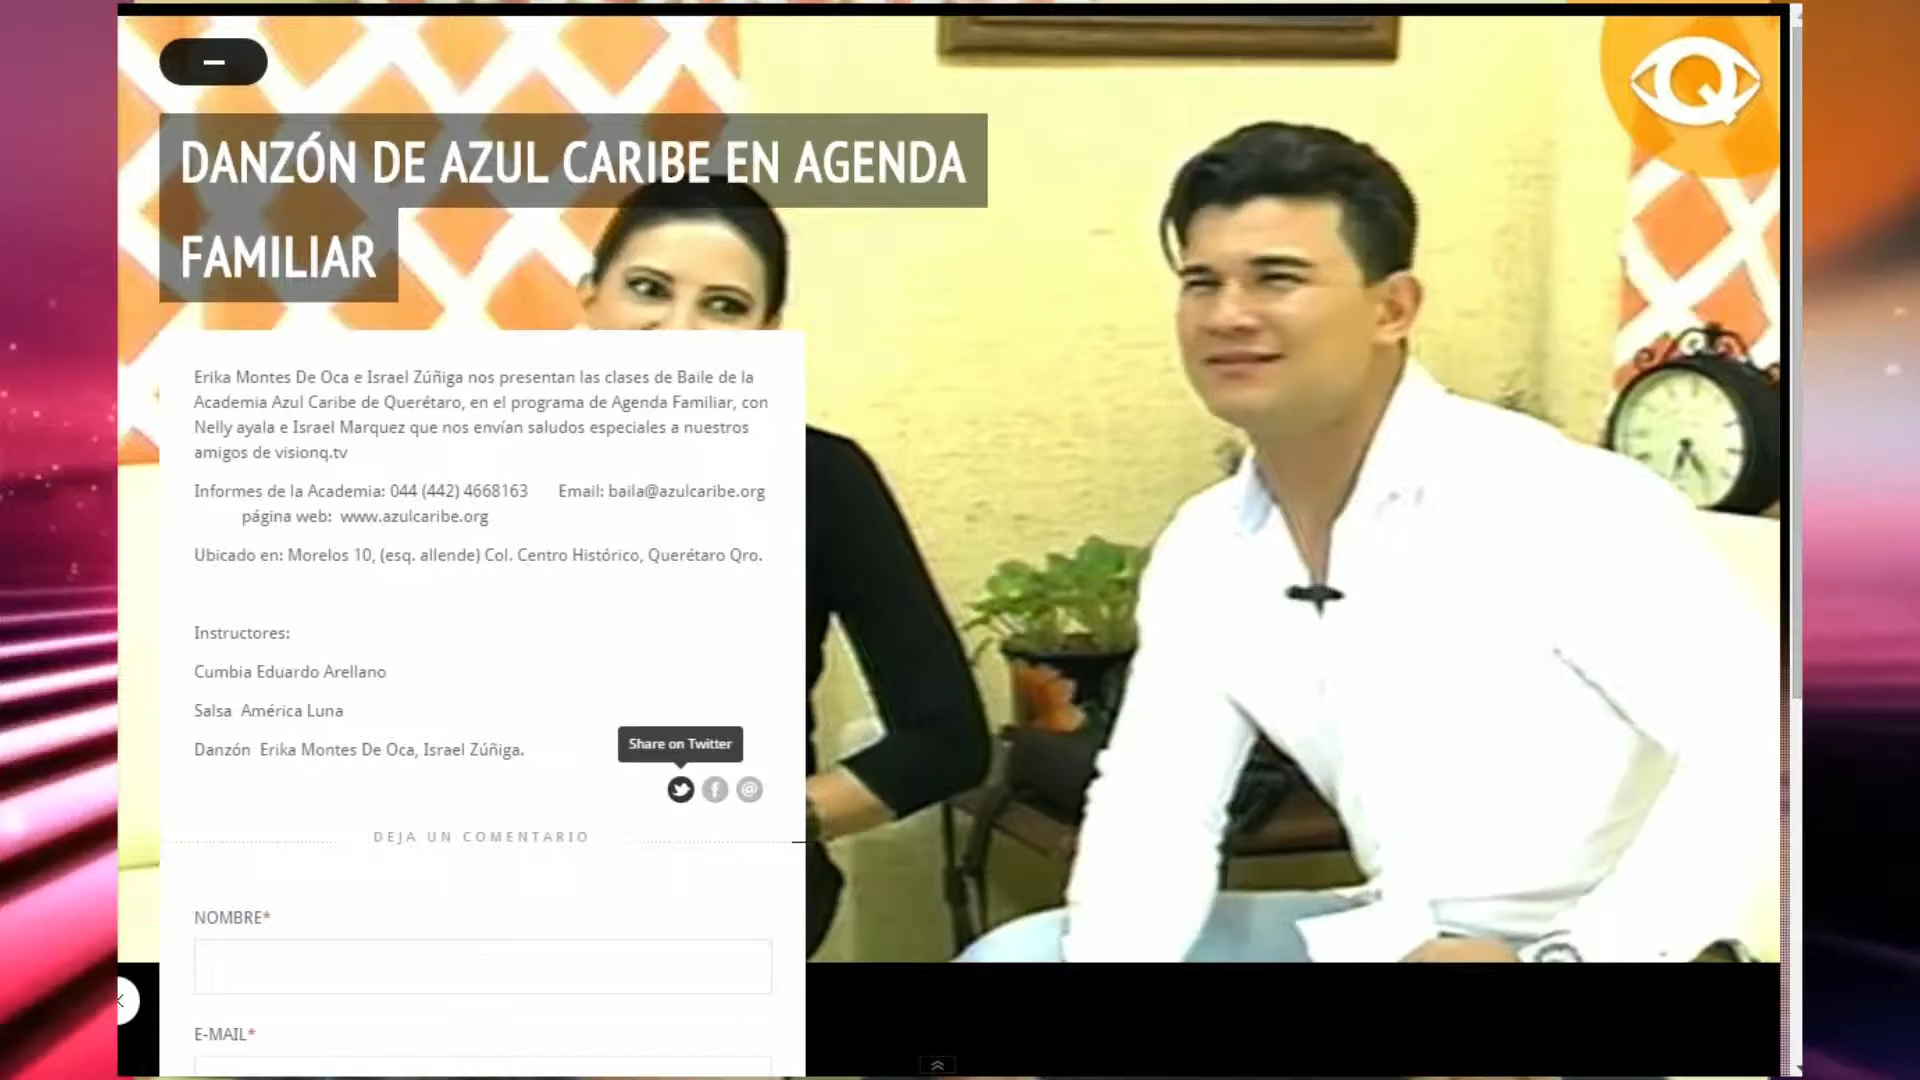 DANZÓN DE AZUL CARIBE EN AGENDA
FAMILIAR
Erika Montes De Oca e Israel Zúñiga nos presentan las clases de Baile de la
Academia Azul Caribe de Querétaro, en el programa de Agenda Familiar, con
Nelly ayala e Israel Marquez que nos envían saludos especiales a nuestros
amigos de visionq.tv
Informes de la Academia: 044 (442) 4668163 Email: baila@azulcaribe.org
página web: www.azulcaribe.org
Ubicado en: Morelos 10, (esq. allende) Col. Centro Histórico, Querétaro Qro.
Instructores:
Cumbia Eduardo Arellano
Salsa América Luna
Danzón Erika Montes De Oca, Israel Zúñiga.
Share on Twitter
DEJA UN COMENTARIO
NOMBRE*
E-MAIL*